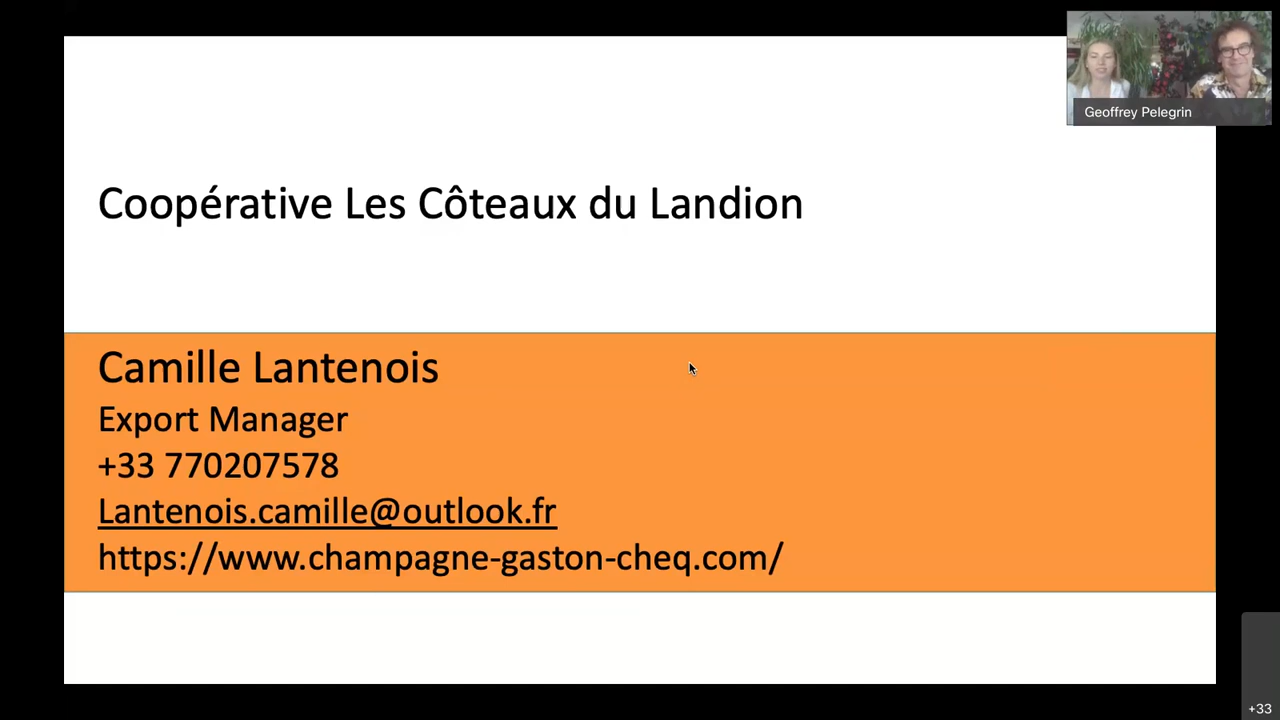 Geoffrey Pelegrin
Coopérative Les Côteaux du Landion
Camille Lantenois
Export Manager
+33 770207578
Lantenois.camille@outlook.fr
https://www.champagne-gaston-cheq.com/
+33